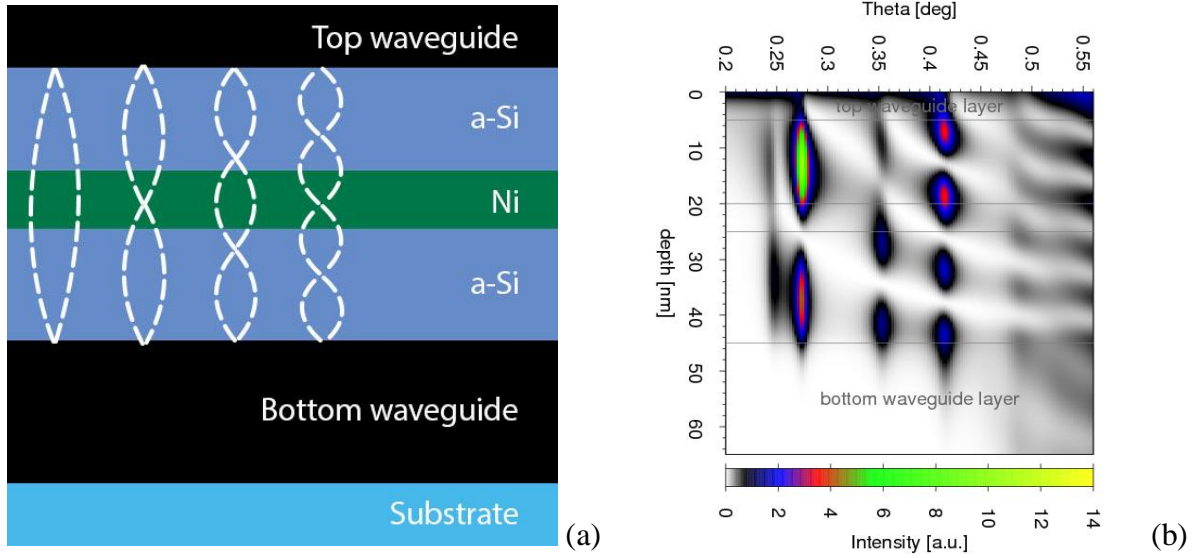 Top waveguide
a-Si
Ni
a-Si
Bottom waveguide
Substrate
(a)
Theta [deg]
0.2 0.25 0.3 0.35 0.4 0.45 0.5 0.55
0
10
20
30
40
50
60
depth [nm]
top waveguide layer
bottom waveguide layer
0 2 4 6 8 10 12 14
Intensity [a.u.]
(b)